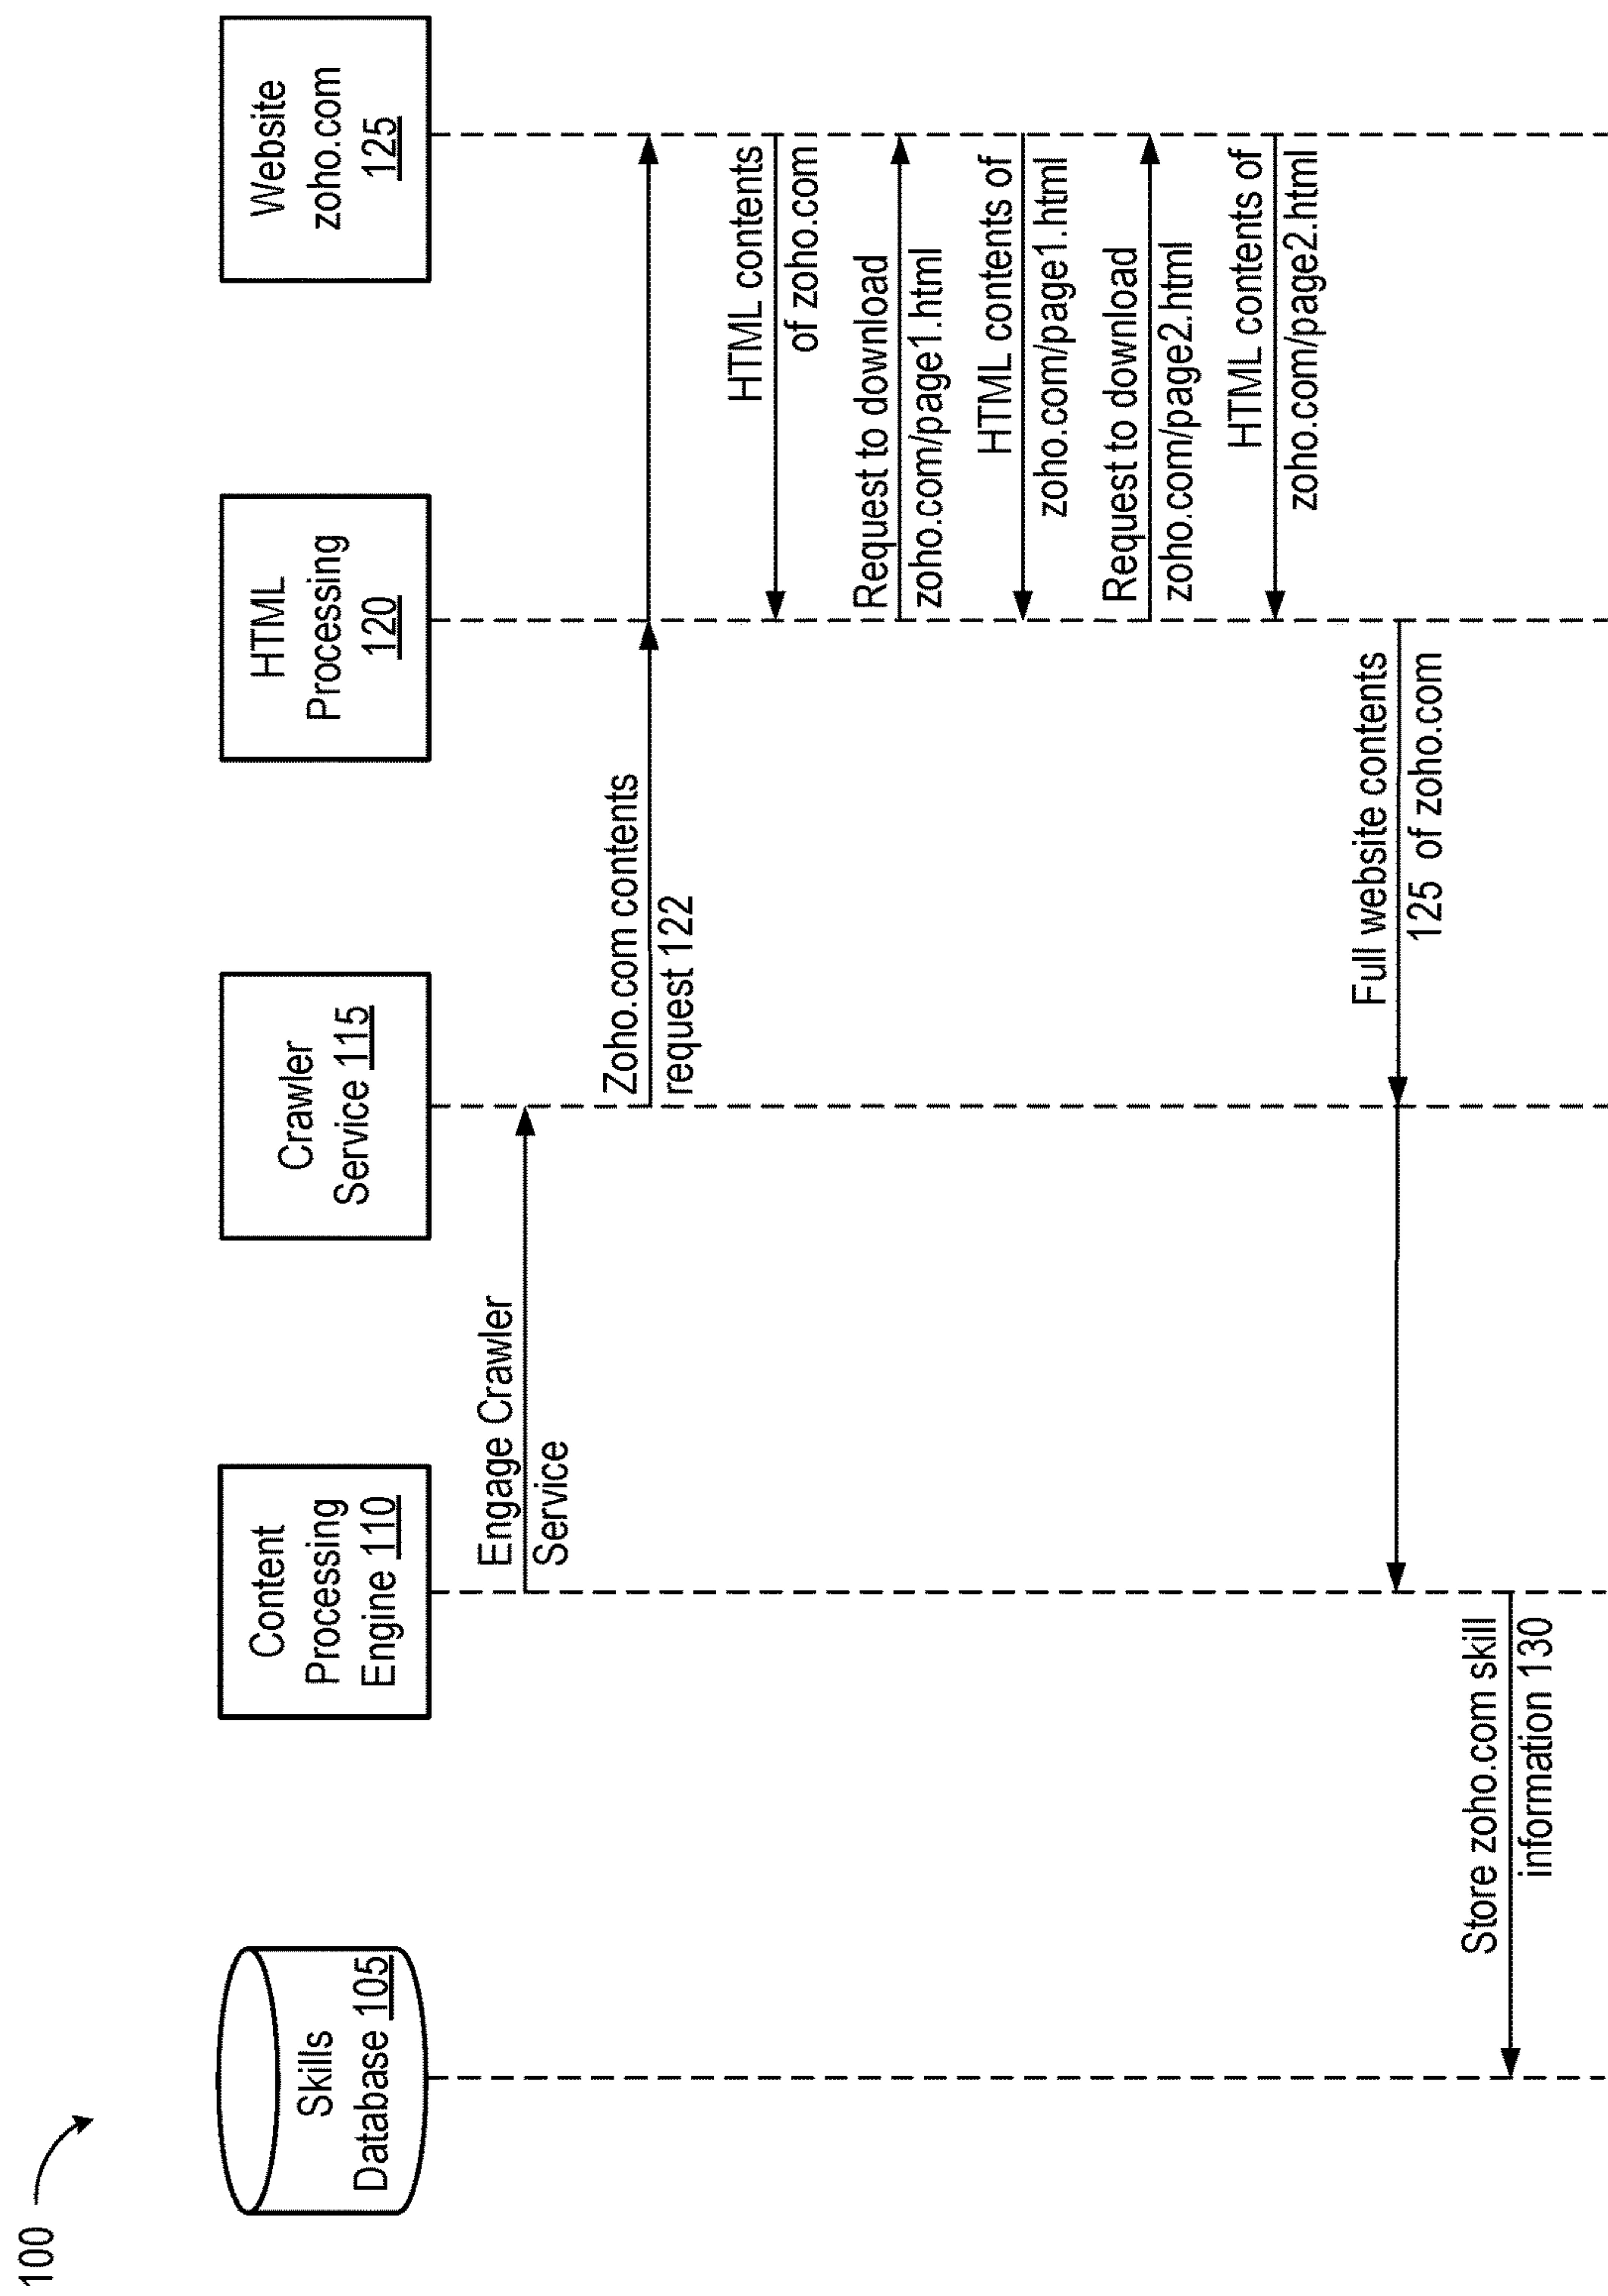 100
Skills
Database 105
Content
Processing
Engine 110
Crawler
Service 115
HTML
Processing
120
Website
zoho.com
125
Engage Crawler
Service
Zoho.com contents
request 122
HTML contents
of zoho.com
Request to download
zoho.com/page1.html
HTML contents of
zoho.com/page1.html
Request to download
zoho.com/page2.html
HTML contents of
zoho.com/page2.html
Full website contents
125 of zoho.com
Store zoho.com skill
information 130